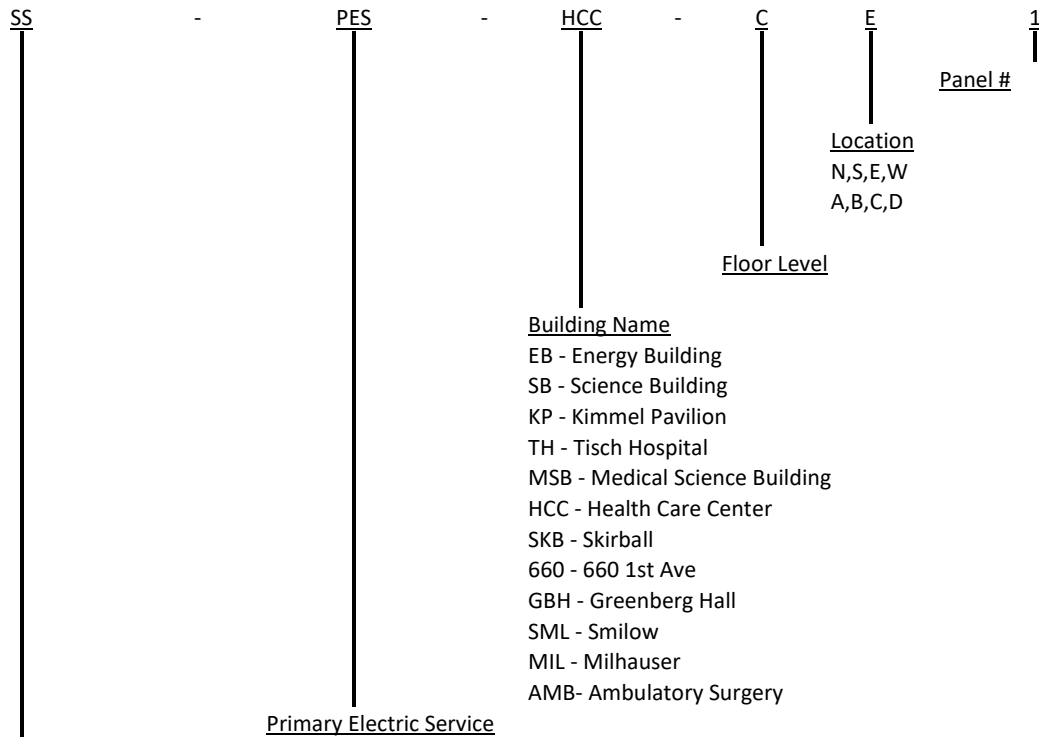 SS - PES - HCC - C E 1
Panel #
Location
N,S,E,W
A,B,C,D
Floor Level
Building Name
EB - Energy Building
SB - Science Building
KP - Kimmel Pavilion
TH - Tisch Hospital
MSB - Medical Science Building
HCC - Health Care Center
SKB - Skirball
660 - 660 1st Ave
GBH - Greenberg Hall
SML - Smilow
MIL - Milhauser
AMB- Ambulatory Surgery
Primary Electric Service